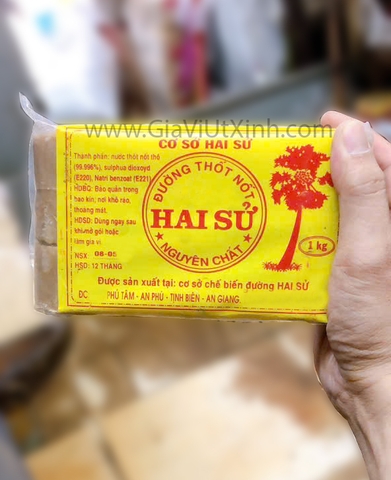 www.GiaViUtXinh.com
CƠ SỞ HAI SỬ
Thành phần: nước thốt nốt thô
(99,996%), sulphua dioxyd
(E220), Natri benzoat (E221)
HDBQ: Bảo quản trong
bao kín, nơi khô ráo,
thoáng mát.
HDSD: Dùng ngay sau
khi mở gói hoặc
làm gia vị
NSX: 08-0
HSD: 12 THÁNG
ĐƯỜNG THỐT NỐT
HAI SỬ
NGUYÊN CHẤT
1 kg
Được sản xuất tại: cơ sở chế biến đường HAI SỬ
ĐC: PHÚ TÂM - AN PHÚ - TỊNH BIÊN - AN GIANG